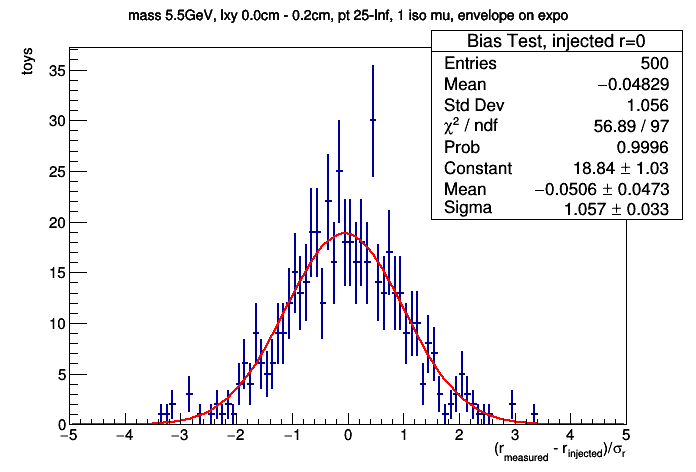 mass 5.5GeV, lxy 0.0cm - 0.2cm, pt 25-Inf, 1 iso mu, envelope on expo
Bias Test, injected r=0
Entries 500
Mean −0.04829
Std Dev 1.056
χ² / ndf 56.89 / 97
Prob 0.9996
Constant 18.84 ± 1.03
Mean −0.0506 ± 0.0473
Sigma 1.057 ± 0.033
toys
35
30
25
20
15
10
5
0
−5 −4 −3 −2 −1 0 1 2 3 4 5
(r_measured - r_injected)/σ_r